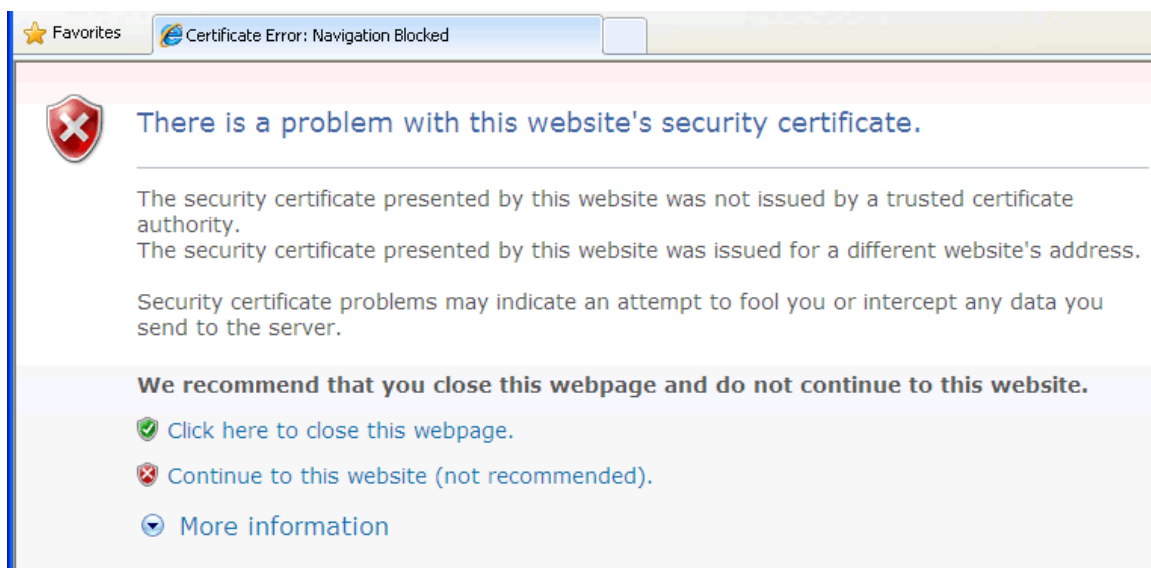 Favorites
Certificate Error: Navigation Blocked
There is a problem with this website's security certificate.
The security certificate presented by this website was not issued by a trusted certificate
authority.
The security certificate presented by this website was issued for a different website's address.
Security certificate problems may indicate an attempt to fool you or intercept any data you
send to the server.
We recommend that you close this webpage and do not continue to this website.
Click here to close this webpage.
Continue to this website (not recommended).
More information